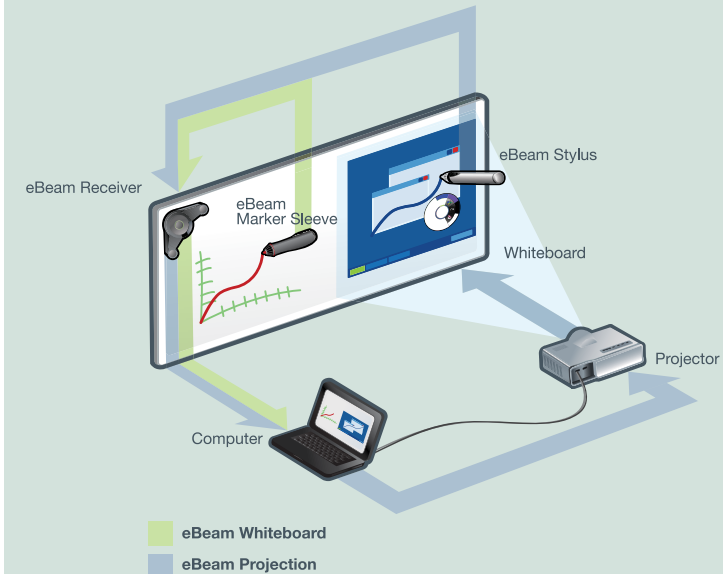 eBeam Stylus
eBeam Receiver
eBeam
Marker Sleeve
Whiteboard
Projector
Computer
eBeam Whiteboard
eBeam Projection